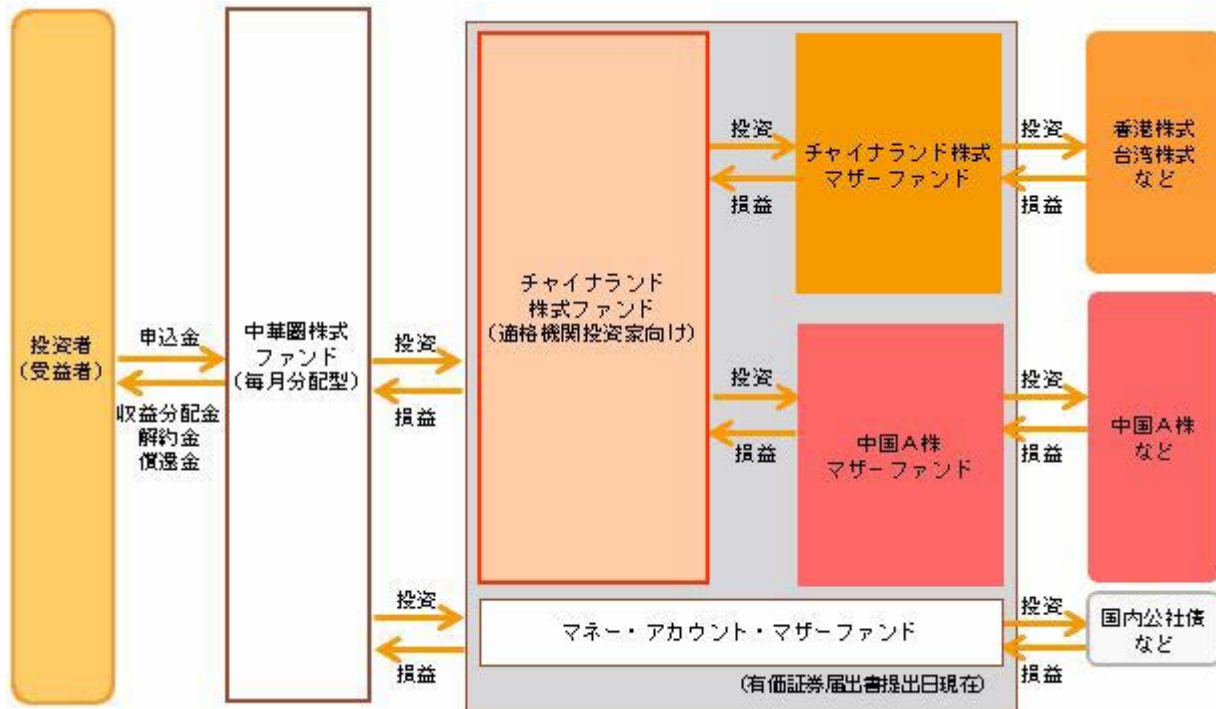 投資者
(受益者)
申込金
収益分配金
解約金
償還金
中華圏株式
ファンド
(毎月分配型)
投資
損益
チャイナランド
株式ファンド
(適格機関投資家向け)
投資
損益
チャイナランド株式
マザーファンド
投資
損益
香港株式
台湾株式
など
投資
損益
中国A株
マザーファンド
投資
損益
中国A株
など
投資
損益
マネー・アカウント・マザーファンド
投資
損益
国内公社債
など
(有価証券届出書提出日現在)